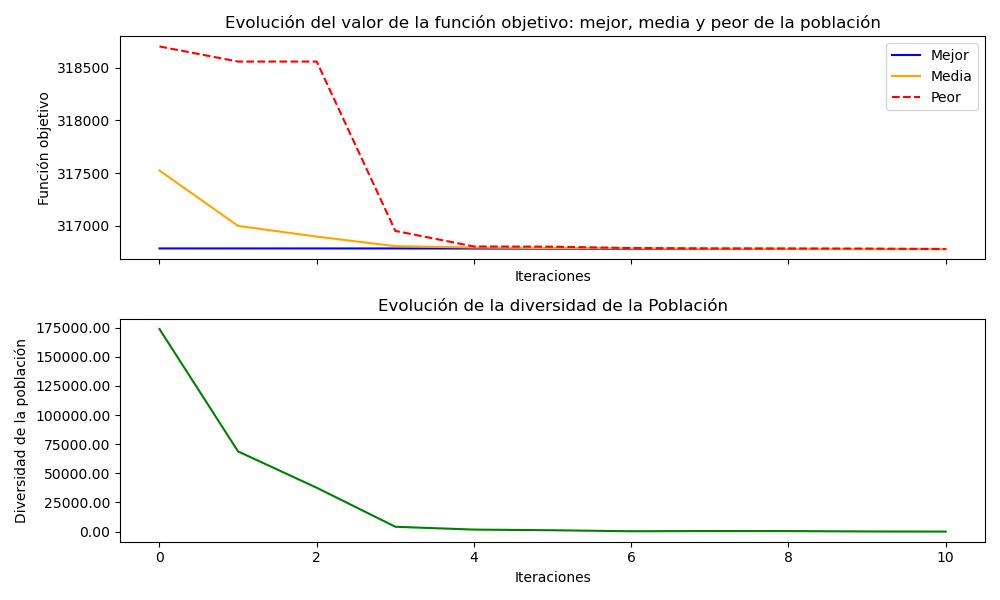 Evolución del valor de la función objetivo: mejor, media y peor de la población
Función objetivo
318500
318000
317500
317000
Mejor
Media
Peor
Iteraciones
Evolución de la diversidad de la Población
Diversidad de la población
175000.00
150000.00
125000.00
100000.00
75000.00
50000.00
25000.00
0.00
0 2 4 6 8 10
Iteraciones